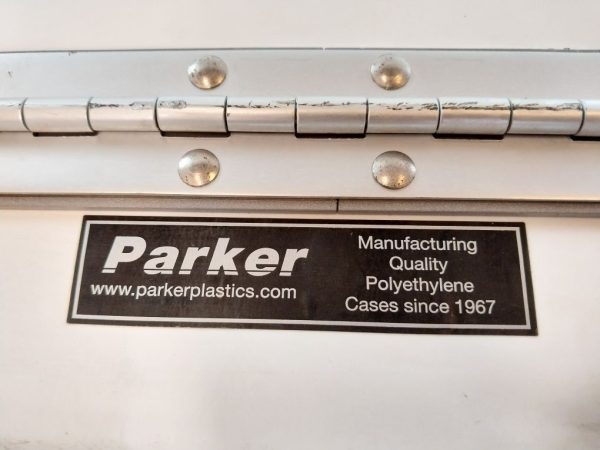 Parker
www.parkerplastics.com
Manufacturing
Quality
Polyethylene
Cases since 1967